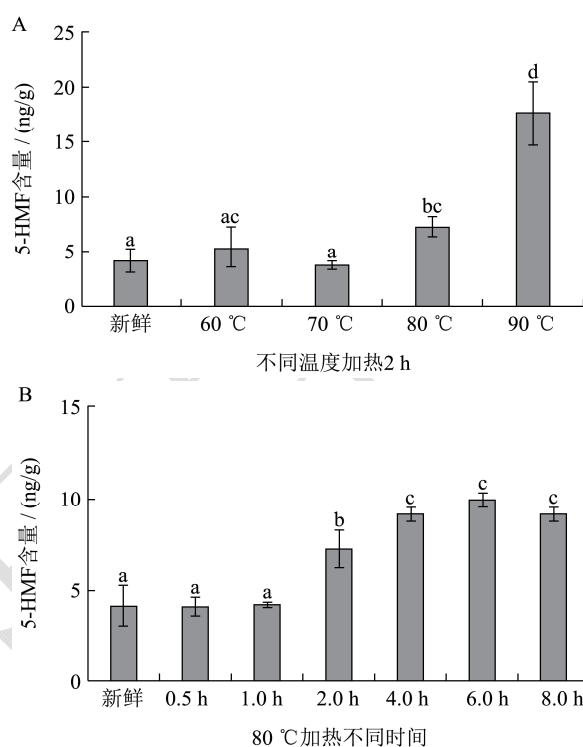 A
25
20
15
10
5
0
5-HMF含量 / (ng/g)
a
ac
a
bc
d
新鲜 60 ℃ 70 ℃ 80 ℃ 90 ℃
不同温度加热2 h
B
15
10
5
0
5-HMF含量 / (ng/g)
a
a
a
b
c
c
c
新鲜 0.5 h 1.0 h 2.0 h 4.0 h 6.0 h 8.0 h
80 ℃加热不同时间